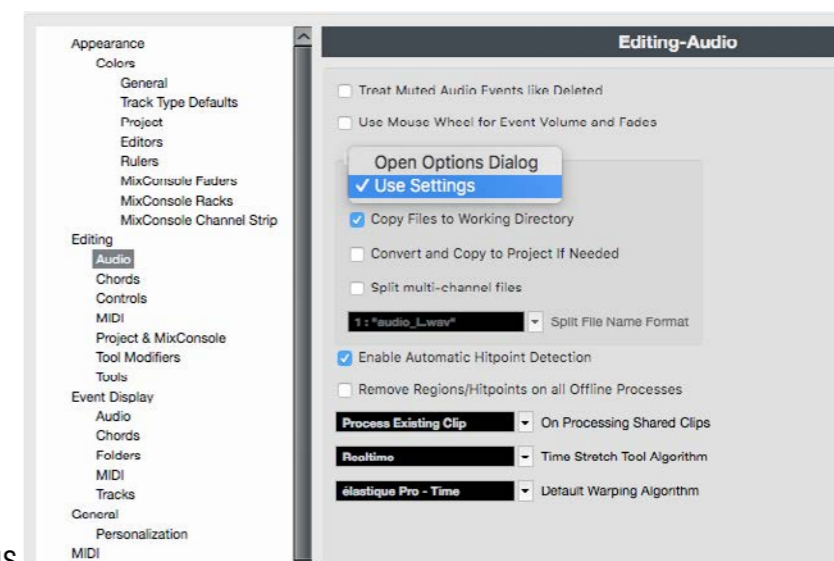 Appearance
Colors
General
Track Type Defaults
Project
Editors
Rulers
MixConsole Faders
MixConsole Racks
MixConsole Channel Strip
Editing
Audio
Chords
Controls
MIDI
Project & MixConsole
Tool Modifiers
Tools
Event Display
Audio
Chords
Folders
MIDI
Tracks
General
Personalization
MIDI
Editing-Audio
Treat Muted Audio Events like Deleted
Use Mouse Wheel for Event Volume and Fades
Open Options Dialog
✓ Use Settings
Copy Files to Working Directory
Convert and Copy to Project If Needed
Split multi-channel files
1 : "audio_L.wav" Split File Name Format
Enable Automatic Hitpoint Detection
Remove Regions/Hitpoints on all Offline Processes
Process Existing Clip On Processing Shared Clips
Realtime Time Stretch Tool Algorithm
élastique Pro - Time Default Warping Algorithm